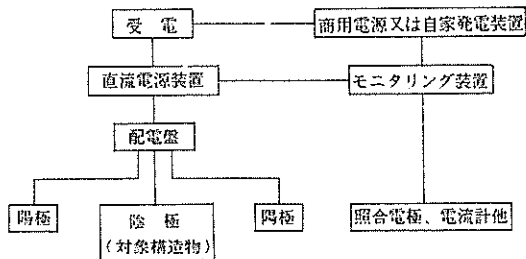 受電
商用電源又は自家発電装置
直流電源装置
モニタリング装置
配電盤
陽極
陰極
(対象構造物)
陽極
照合電極、電流計他